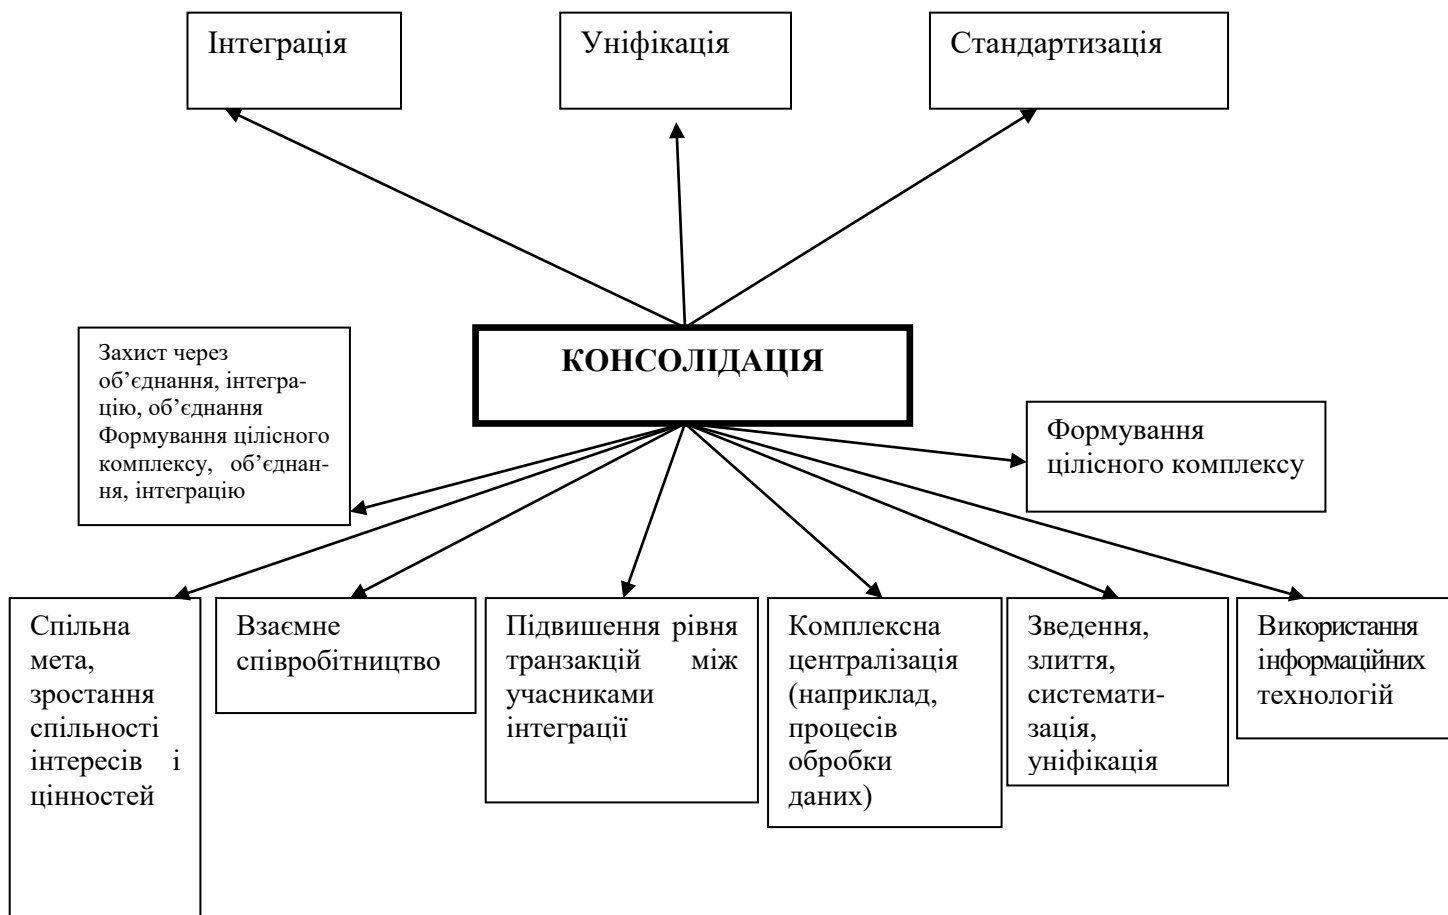 Інтеграція
Уніфікація
Стандартизація
КОНСОЛІДАЦІЯ
Захист через
об’єднання, інтегра-
цію, об’єднання
Формування цілісного
комплексу, об’єднан-
ня, інтеграцію
Формування
цілісного комплексу
Спільна
мета,
зростання
спільності
інтересів і
цінностей
Взаємне
співробітництво
Підвишення рівня
транзакцій між
учасниками
інтеграції
Комплексна
централізація
(наприклад,
процесів
обробки
даних)
Зведення,
злиття,
системати-
зація,
уніфікація
Використання
інформаційних
технологій